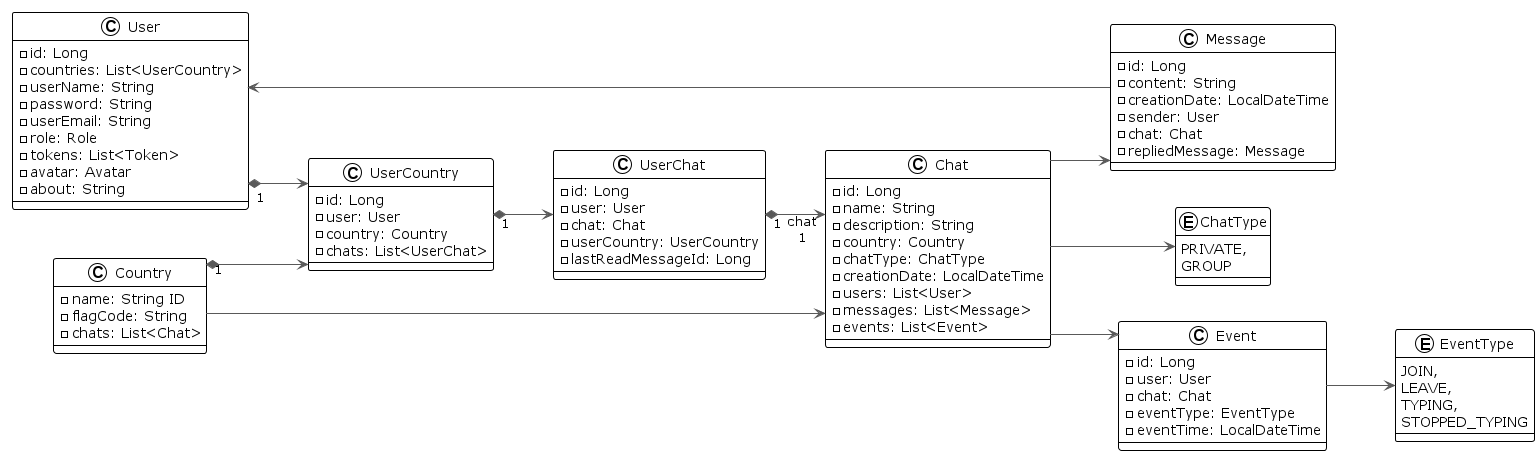 C User
id: Long
countries: List<UserCountry>
userName: String
password: String
userEmail: String
role: Role
tokens: List<Token>
avatar: Avatar
about: String
1
C Country
name: String ID
flagCode: String
chats: List<Chat>
1
C UserCountry
id: Long
user: User
country: Country
chats: List<UserChat>
1
C UserChat
id: Long
user: User
chat: Chat
userCountry: UserCountry
lastReadMessageId: Long
1
chat
1
C Chat
id: Long
name: String
description: String
country: Country
chatType: ChatType
creationDate: LocalDateTime
users: List<User>
messages: List<Message>
events: List<Event>
C Message
id: Long
content: String
creationDate: LocalDateTime
sender: User
chat: Chat
repliedMessage: Message
E ChatType
PRIVATE,
GROUP
C Event
id: Long
user: User
chat: Chat
eventType: EventType
eventTime: LocalDateTime
E EventType
JOIN,
LEAVE,
TYPING,
STOPPED_TYPING